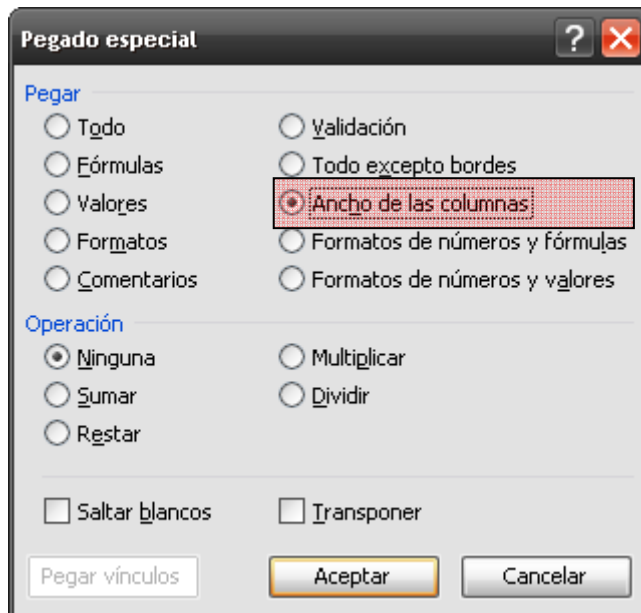 Pegado especial
Pegar
Todo
Validación
Fórmulas
Todo excepto bordes
Valores
Ancho de las columnas
Formatos
Formatos de números y fórmulas
Comentarios
Formatos de números y valores
Operación
Ninguna
Multiplicar
Sumar
Dividir
Restar
Saltar blancos
Transponer
Pegar vínculos
Aceptar
Cancelar